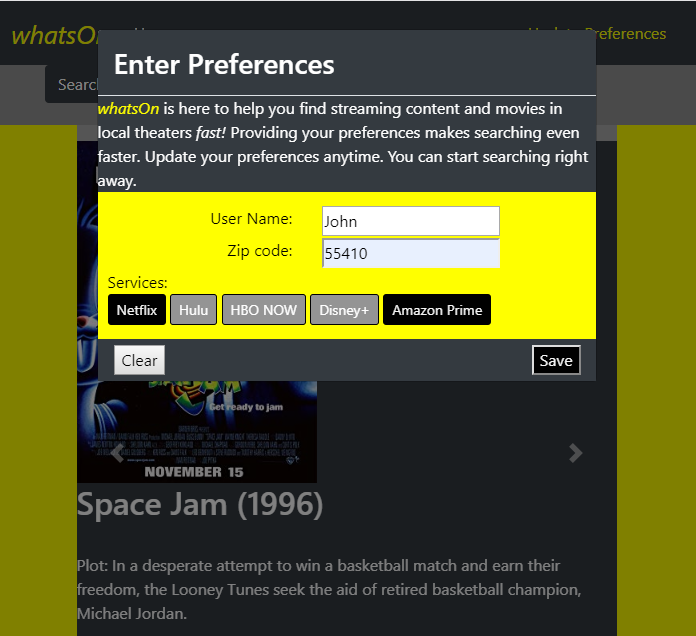 whatsOn
Update Preferences
Search
Enter Preferences
whatsOn is here to help you find streaming content and movies in
local theaters fast! Providing your preferences makes searching even
faster. Update your preferences anytime. You can start searching right
away.
User Name: John
Zip code: 55410
Services:
Netflix Hulu HBO NOW Disney+ Amazon Prime
Clear Save
Get ready to jam
NOVEMBER 15
Space Jam (1996)
Plot: In a desperate attempt to win a basketball match and earn their
freedom, the Looney Tunes seek the aid of retired basketball champion,
Michael Jordan.